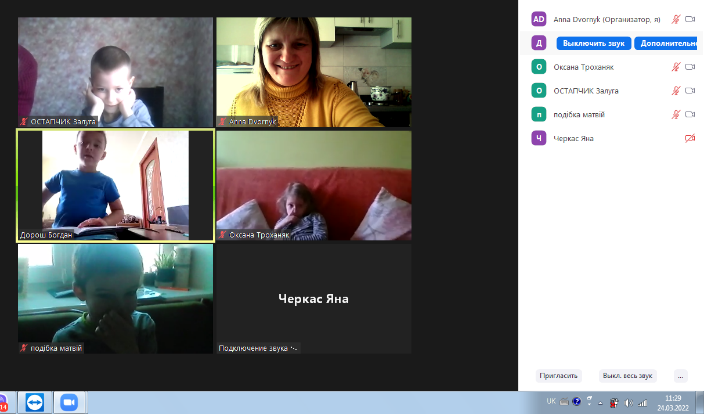 ОСТАПЧИК Залуга
Anna Dvornyk
Дорош Богдан
Оксана Троханяк
подібка матвій
Черкас Яна
Подключение звука
AD Anna Dvornyk (Организатор, я)
Д Выключить звук Дополнительно
О Оксана Троханяк
О ОСТАПЧИК Залуга
п подібка матвій
Ч Черкас Яна
Пригласить Выкл. весь звук ...
14
UK 11:29
24.03.2022